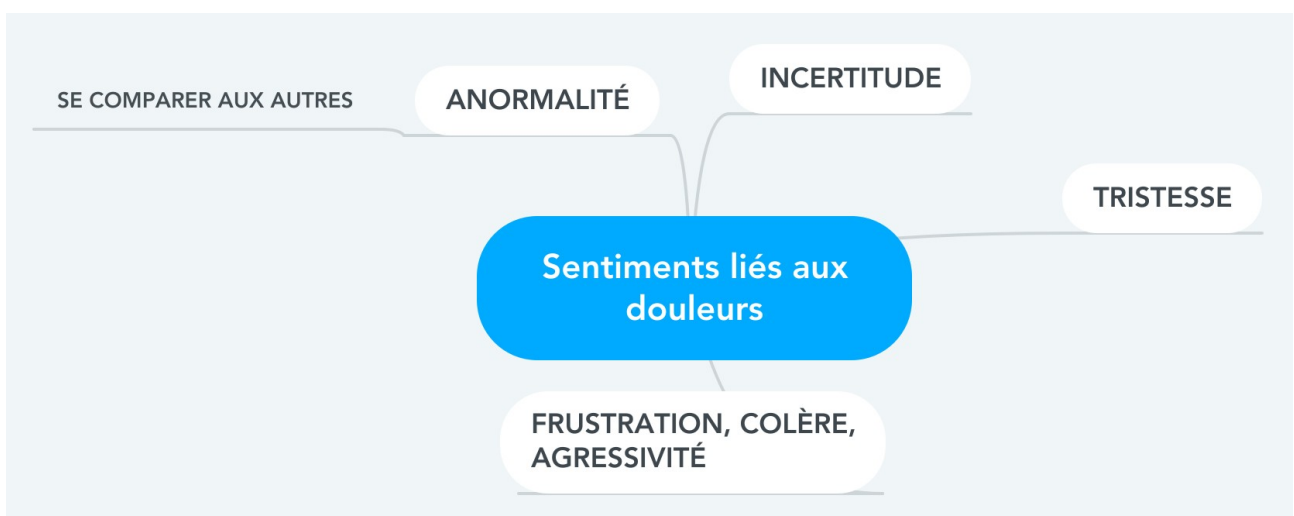 INCERTITUDE
SE COMPARER AUX AUTRES
ANORMALITÉ
TRISTESSE
Sentiments liés aux
douleurs
FRUSTRATION, COLÈRE,
AGRESSIVITÉ